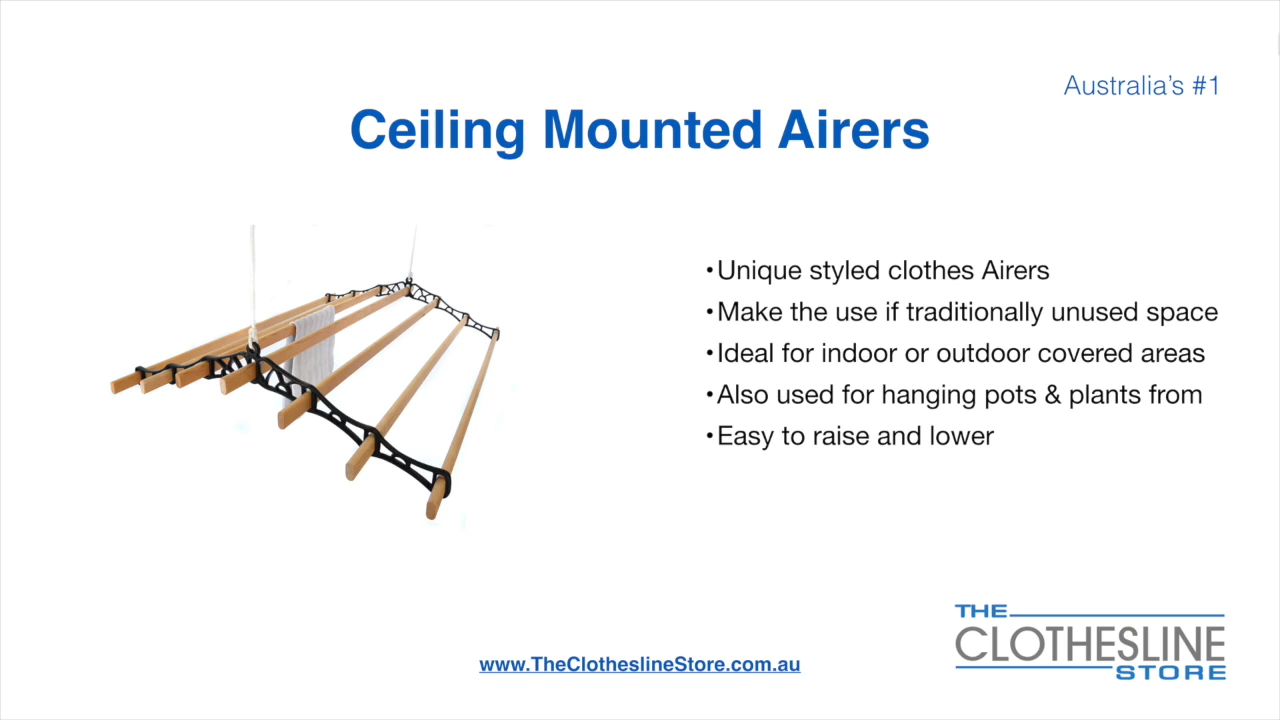 Australia's #1
Ceiling Mounted Airers
•Unique styled clothes Airers
•Make the use if traditionally unused space
•Ideal for indoor or outdoor covered areas
•Also used for hanging pots & plants from
•Easy to raise and lower
www.TheClotheslineStore.com.au
THE
CLOTHESLINE
STORE